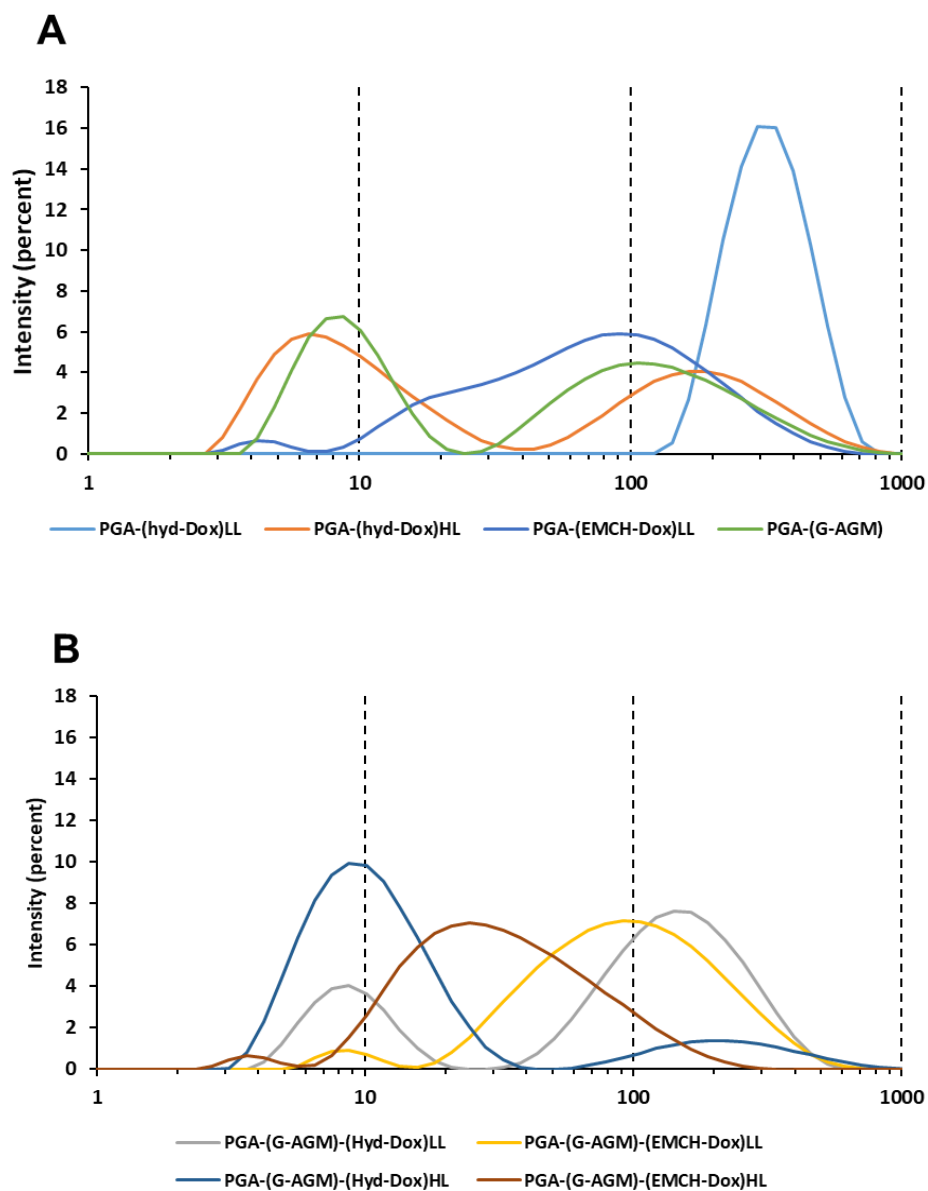 A
18
16
14
12
10
8
6
4
2
0
Intensity (percent)
1 10 100 1000
PGA-(hyd-Dox)LL PGA-(hyd-Dox)HL PGA-(EMCH-Dox)LL PGA-(G-AGM)
B
18
16
14
12
10
8
6
4
2
0
Intensity (percent)
1 10 100 1000
PGA-(G-AGM)-(Hyd-Dox)LL PGA-(G-AGM)-(EMCH-Dox)LL
PGA-(G-AGM)-(Hyd-Dox)HL PGA-(G-AGM)-(EMCH-Dox)HL